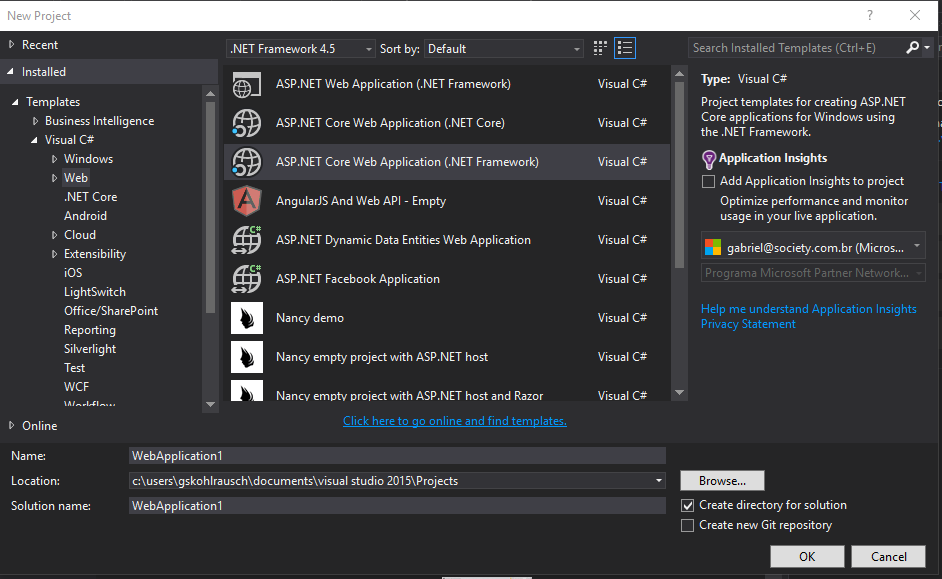 New Project
?
Recent
Installed
Templates
Business Intelligence
Visual C#
Windows
Web
.NET Core
Android
Cloud
Extensibility
iOS
LightSwitch
Office/SharePoint
Reporting
Silverlight
Test
WCF
Workflow
Online
.NET Framework 4.5
Sort by: Default
ASP.NET Web Application (.NET Framework) Visual C#
ASP.NET Core Web Application (.NET Core) Visual C#
ASP.NET Core Web Application (.NET Framework) Visual C#
AngularJS And Web API - Empty Visual C#
ASP.NET Dynamic Data Entities Web Application Visual C#
ASP.NET Facebook Application Visual C#
Nancy demo Visual C#
Nancy empty project with ASP.NET host Visual C#
Nancy empty project with ASP.NET host and Razor Visual C#
Click here to go online and find templates.
Search Installed Templates (Ctrl+E)
Type: Visual C#
Project templates for creating ASP.NET
Core applications for Windows using
the .NET Framework.
Application Insights
Add Application Insights to project
Optimize performance and monitor
usage in your live application.
gabriel@society.com.br (Micros...
Programa Microsoft Partner Network...
Help me understand Application Insights
Privacy Statement
Name: WebApplication1
Location: c:\users\gskohlrausch\documents\visual studio 2015\Projects
Browse...
Solution name: WebApplication1
Create directory for solution
Create new Git repository
OK
Cancel